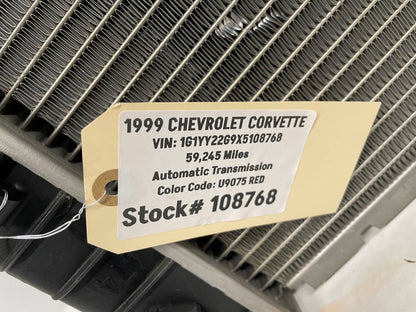 1999 CHEVROLET CORVETTE
VIN: 1G1YY22G9X5108768
59,245 Miles
Automatic Transmission
Color Code: U9075 RED
Stock# 108768